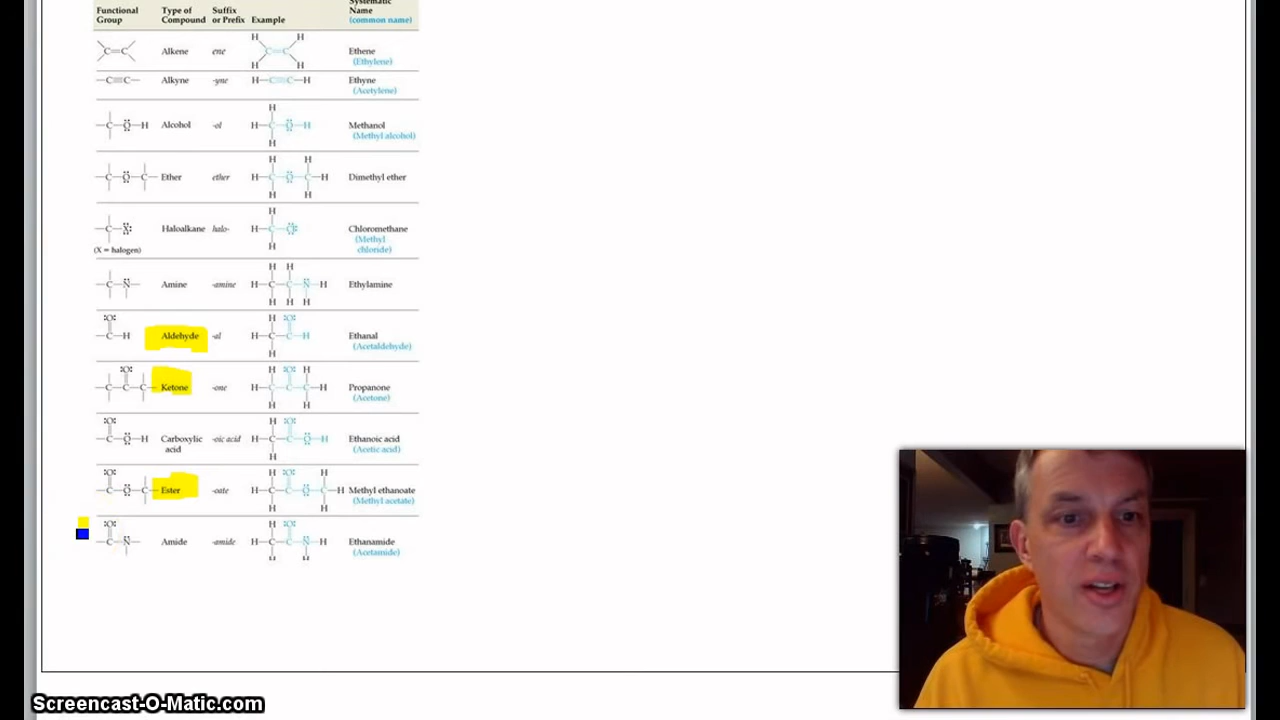 Systematic
Functional Type of Suffix Name
Group Compound or Prefix Example (common name)
H H
C=C Alkene ene C=C Ethene
H H (Ethylene)
—C≡C— Alkyne -yne H—C≡C—H Ethyne
(Acetylene)
H
—C—O—H Alcohol -ol H—C—O—H Methanol
H (Methyl alcohol)
H H
—C—O—C— Ether ether H—C—O—C—H Dimethyl ether
H H
H
—C—X: Haloalkane halo- H—C—Cl: Chloromethane
(X = halogen) H (Methyl
chloride)
H H
—C—N— Amine -amine H—C—C—N—H Ethylamine
H H H
:O: H :O:
—C—H Aldehyde -al H—C—C—H Ethanal
H (Acetaldehyde)
:O: H :O: H
—C—C—C— Ketone -one H—C—C—C—H Propanone
H H (Acetone)
:O: H :O:
—C—O—H Carboxylic -oic acid H—C—C—O—H Ethanoic acid
acid H (Acetic acid)
:O: H :O: H
—C—O—C— Ester -oate H—C—C—O—C—H Methyl ethanoate
H H (Methyl acetate)
:O: H :O:
—C—N— Amide -amide H—C—C—N—H Ethanamide
H H (Acetamide)
Screencast-O-Matic.com